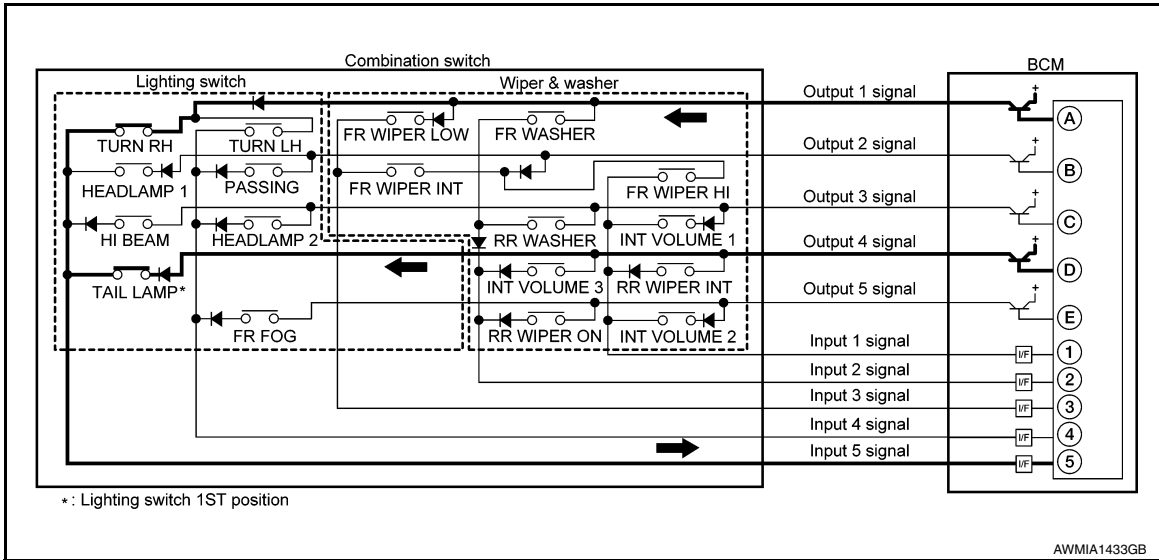 Combination switch
BCM
Lighting switch
Wiper & washer
Output 1 signal
+
A
TURN RH
TURN LH
FR WIPER LOW
FR WASHER
Output 2 signal
+
B
HEADLAMP 1
PASSING
FR WIPER INT
FR WIPER HI
Output 3 signal
+
C
HI BEAM
HEADLAMP 2
RR WASHER
INT VOLUME 1
Output 4 signal
+
D
TAIL LAMP*
INT VOLUME 3
RR WIPER INT
Output 5 signal
+
E
FR FOG
RR WIPER ON
INT VOLUME 2
Input 1 signal
I/F
1
Input 2 signal
I/F
2
Input 3 signal
I/F
3
Input 4 signal
I/F
4
Input 5 signal
I/F
5
* : Lighting switch 1ST position
AWMIA1433GB